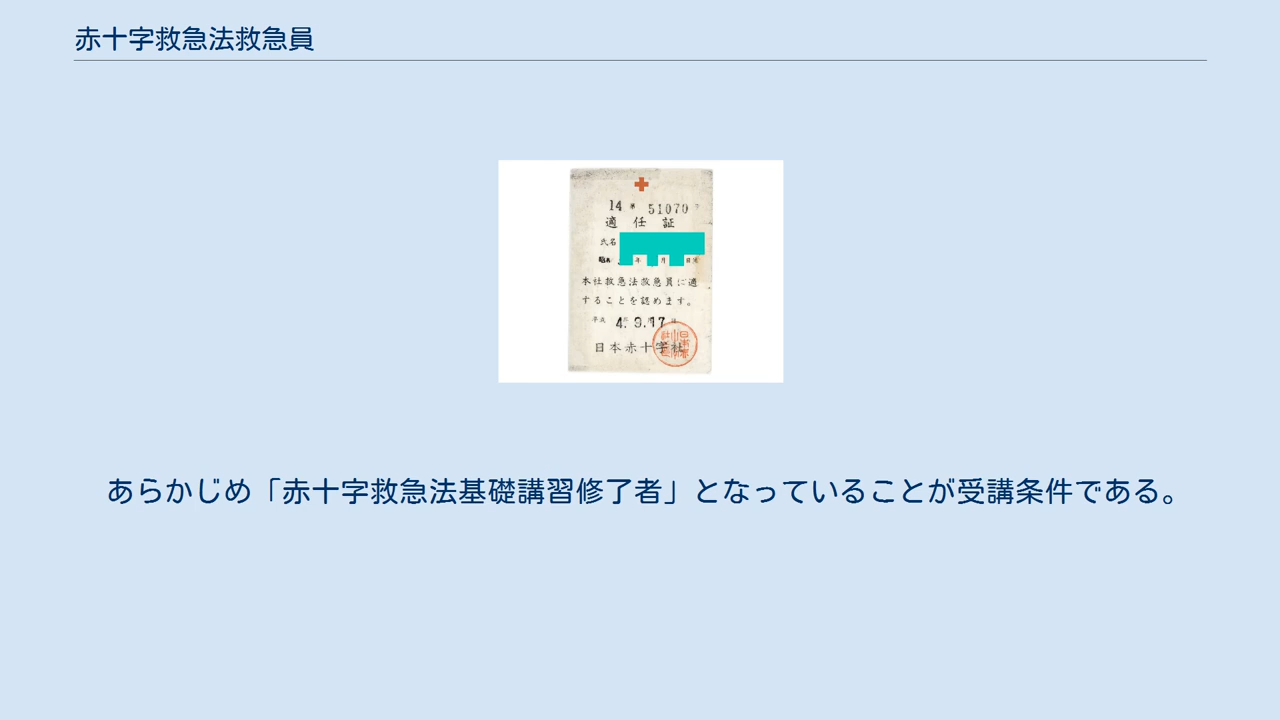 赤十字救急法救急員
14 第 51070 号
適任証
氏名
昭和 年 月 日生
本社救急法救急員に適
することを認めます。
平成 4. 9.17
日本赤十字社
あらかじめ「赤十字救急法基礎講習修了者」となっていることが受講条件である。